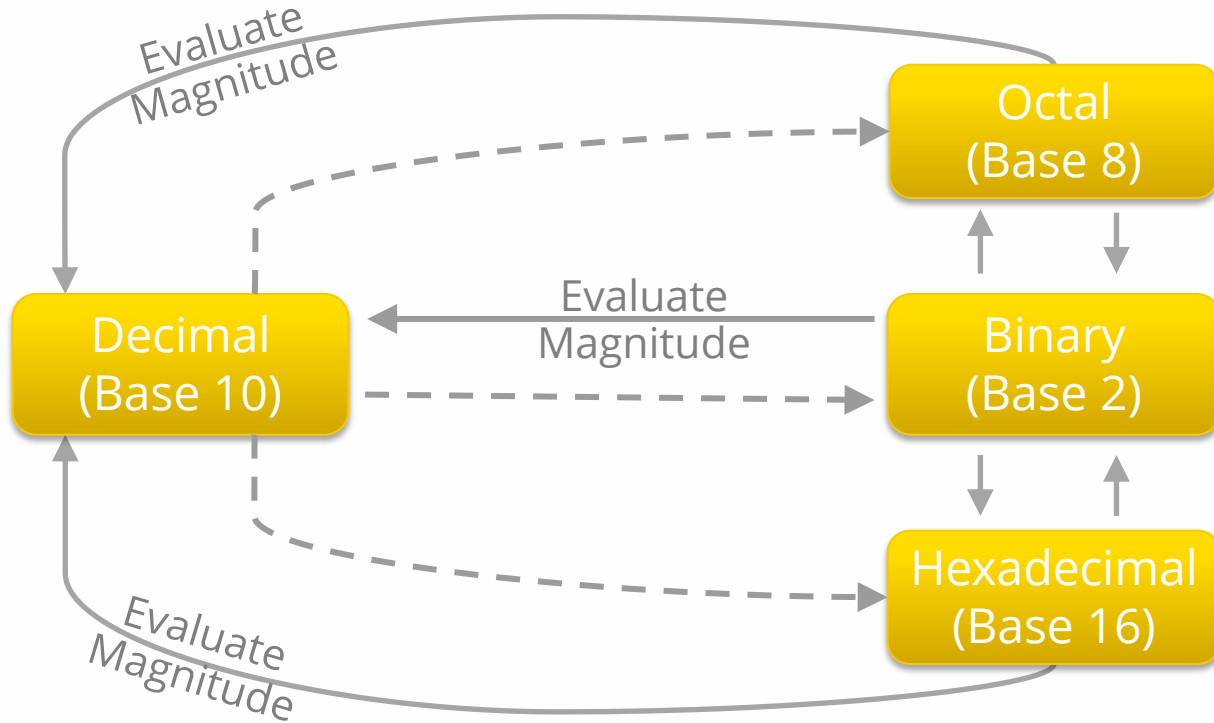 Evaluate
Magnitude
Octal
(Base 8)
Evaluate
Magnitude
Decimal
(Base 10)
Binary
(Base 2)
Hexadecimal
(Base 16)
Evaluate
Magnitude